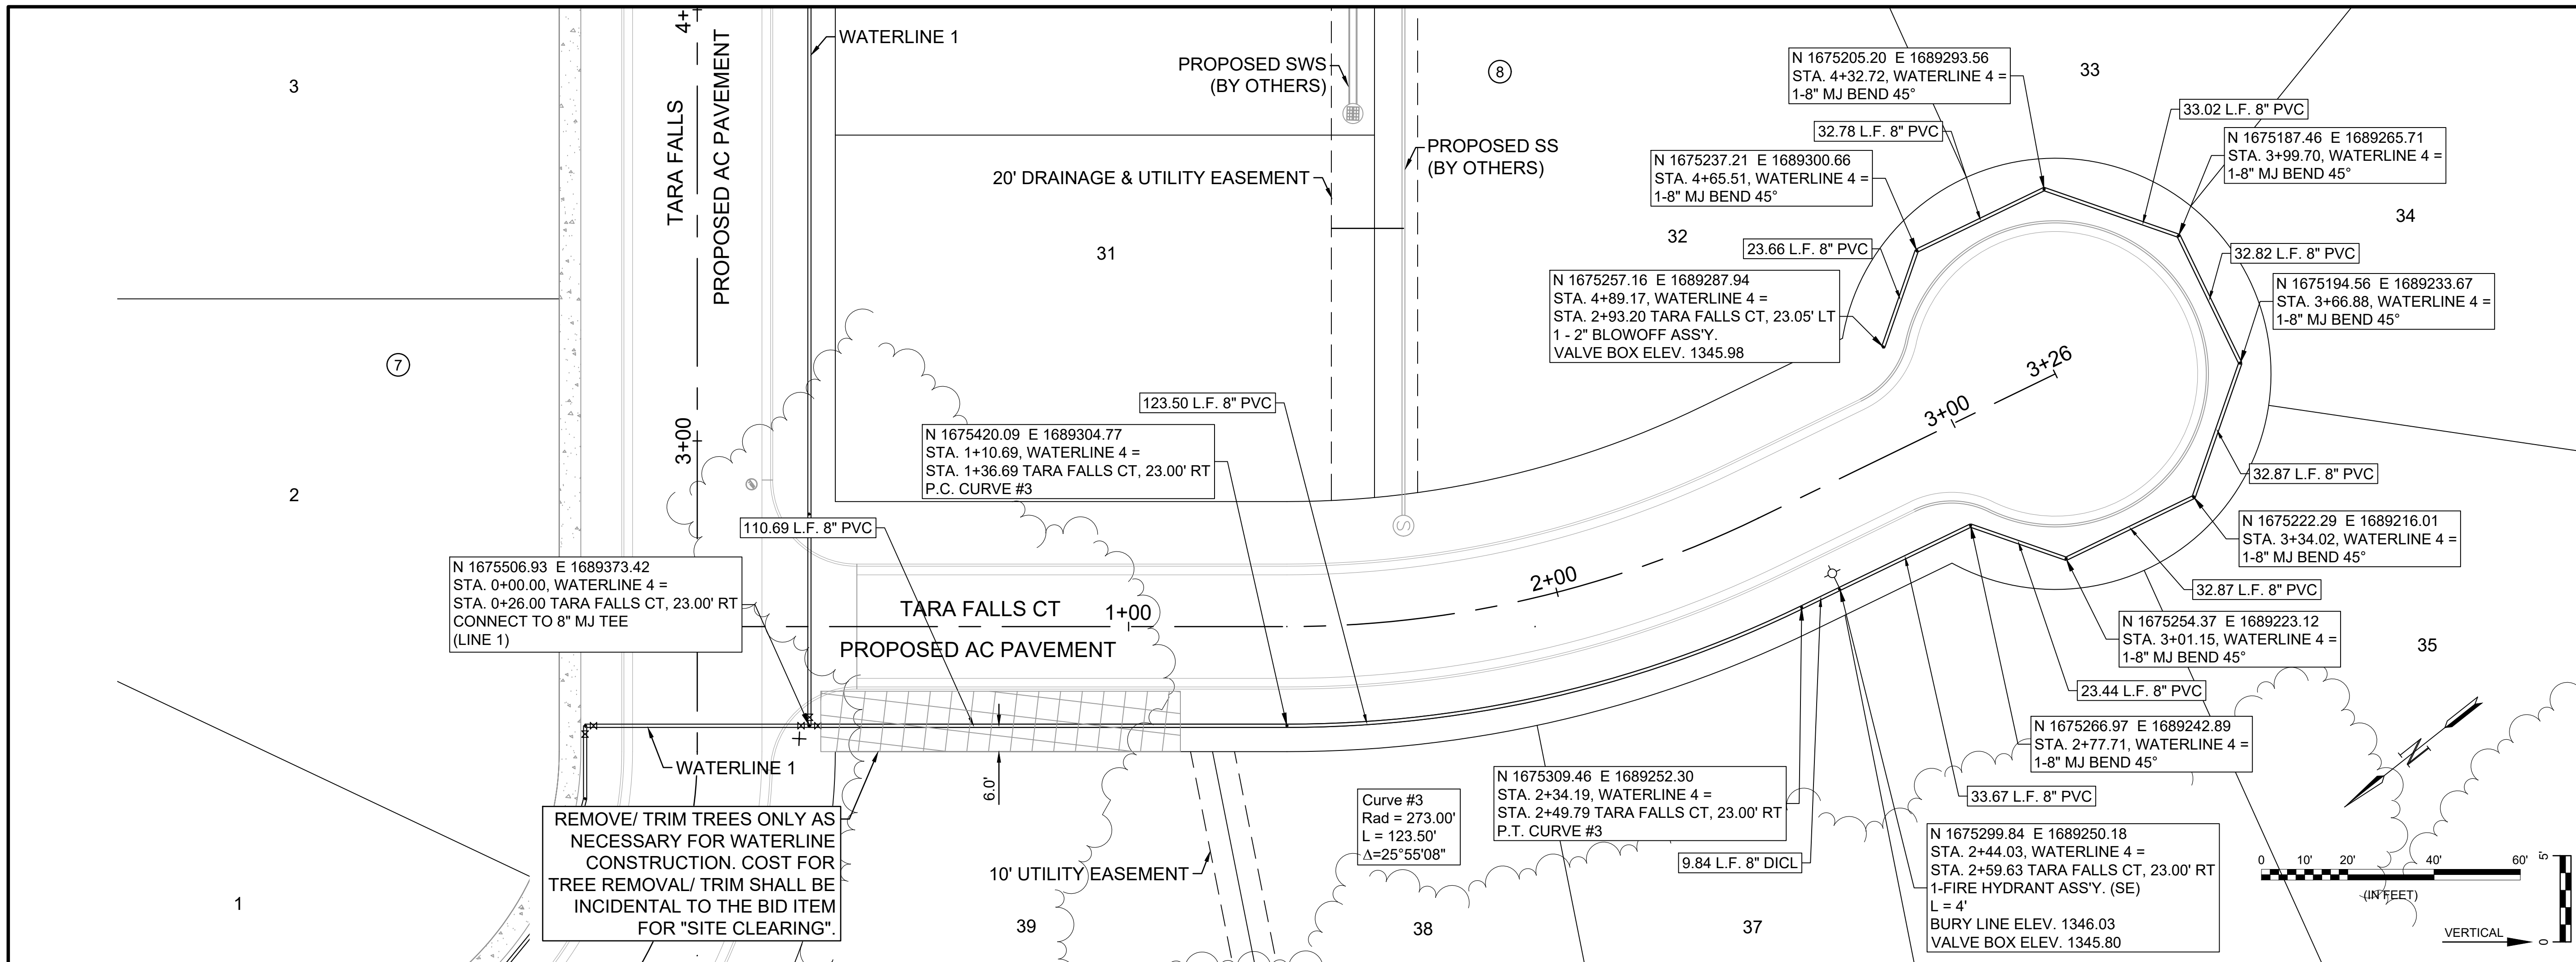 3
7
2
1
4+
TARA FALLS
PROPOSED AC PAVEMENT
3+00
WATERLINE 1
PROPOSED SWS
(BY OTHERS)
8
PROPOSED SS
(BY OTHERS)
20' DRAINAGE & UTILITY EASEMENT
31
32
33
34
35
N 1675205.20  E 1689293.56
STA. 4+32.72, WATERLINE 4 =
1-8" MJ BEND 45°
32.78 L.F. 8" PVC
33.02 L.F. 8" PVC
N 1675187.46  E 1689265.71
STA. 3+99.70, WATERLINE 4 =
1-8" MJ BEND 45°
N 1675237.21  E 1689300.66
STA. 4+65.51, WATERLINE 4 =
1-8" MJ BEND 45°
23.66 L.F. 8" PVC
32.82 L.F. 8" PVC
N 1675257.16  E 1689287.94
STA. 4+89.17, WATERLINE 4 =
STA. 2+93.20 TARA FALLS CT, 23.05' LT
1 - 2" BLOWOFF ASS'Y.
VALVE BOX ELEV. 1345.98
N 1675194.56  E 1689233.67
STA. 3+66.88, WATERLINE 4 =
1-8" MJ BEND 45°
3+26
3+00
2+00
1+00
123.50 L.F. 8" PVC
N 1675420.09  E 1689304.77
STA. 1+10.69, WATERLINE 4 =
STA. 1+36.69 TARA FALLS CT, 23.00' RT
P.C. CURVE #3
110.69 L.F. 8" PVC
S
32.87 L.F. 8" PVC
N 1675222.29  E 1689216.01
STA. 3+34.02, WATERLINE 4 =
1-8" MJ BEND 45°
32.87 L.F. 8" PVC
N 1675506.93  E 1689373.42
STA. 0+00.00, WATERLINE 4 =
STA. 0+26.00 TARA FALLS CT, 23.00' RT
CONNECT TO 8" MJ TEE
(LINE 1)
TARA FALLS CT
PROPOSED AC PAVEMENT
N 1675254.37  E 1689223.12
STA. 3+01.15, WATERLINE 4 =
1-8" MJ BEND 45°
23.44 L.F. 8" PVC
N 1675266.97  E 1689242.89
STA. 2+77.71, WATERLINE 4 =
1-8" MJ BEND 45°
WATERLINE 1
6.0'
REMOVE/ TRIM TREES ONLY AS
NECESSARY FOR WATERLINE
CONSTRUCTION. COST FOR
TREE REMOVAL/ TRIM SHALL BE
INCIDENTAL TO THE BID ITEM
FOR "SITE CLEARING".
10' UTILITY EASEMENT
39
Curve #3
Rad = 273.00'
L = 123.50'
Δ=25°55'08"
38
N 1675309.46  E 1689252.30
STA. 2+34.19, WATERLINE 4 =
STA. 2+49.79 TARA FALLS CT, 23.00' RT
P.T. CURVE #3
9.84 L.F. 8" DICL
37
33.67 L.F. 8" PVC
N 1675299.84  E 1689250.18
STA. 2+44.03, WATERLINE 4 =
STA. 2+59.63 TARA FALLS CT, 23.00' RT
1-FIRE HYDRANT ASS'Y. (SE)
L = 4'
BURY LINE ELEV. 1346.03
VALVE BOX ELEV. 1345.80
N
0 10' 20' 40' 60'
(IN FEET)
5'
0
VERTICAL